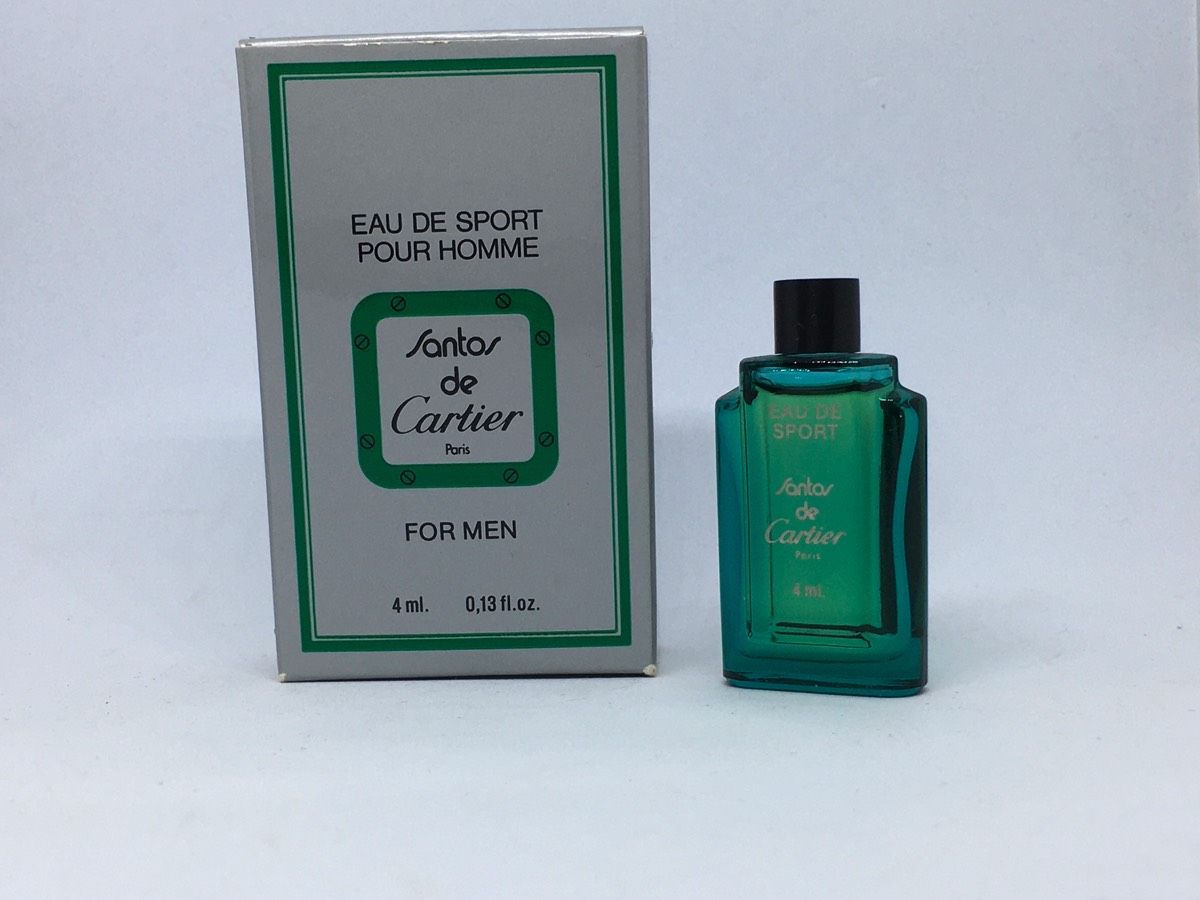 EAU DE SPORT
POUR HOMME
Santos
de
Cartier
Paris
FOR MEN
4 ml. 0,13 fl.oz.
EAU DE
SPORT
Santos
de
Cartier
Paris
4 ml.